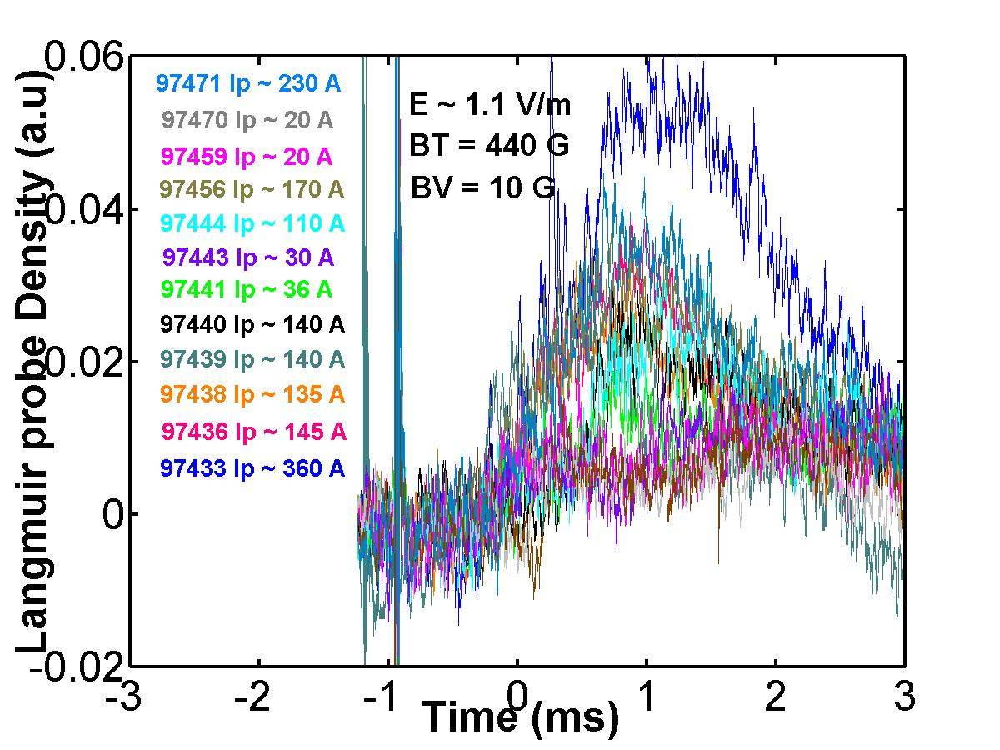 Langmuir probe Density (a.u)
0.06
0.04
0.02
0
-0.02
97471 Ip ~ 230 A
97470 Ip ~ 20 A
97459 Ip ~ 20 A
97456 Ip ~ 170 A
97444 Ip ~ 110 A
97443 Ip ~ 30 A
97441 Ip ~ 36 A
97440 Ip ~ 140 A
97439 Ip ~ 140 A
97438 Ip ~ 135 A
97436 Ip ~ 145 A
97433 Ip ~ 360 A
E ~ 1.1 V/m
BT = 440 G
BV = 10 G
-3 -2 -1 0 1 2 3
Time (ms)